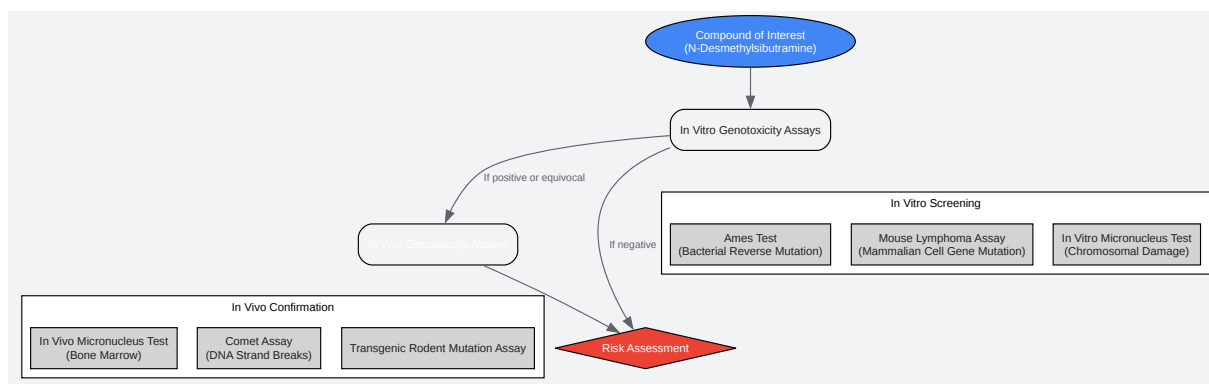 Compound of Interest
(N-Desmethylsibutramine)
In Vitro Genotoxicity Assays
If positive or equivocal
In Vitro Screening
Ames Test
(Bacterial Reverse Mutation)
Mouse Lymphoma Assay
(Mammalian Cell Gene Mutation)
In Vitro Micronucleus Test
(Chromosomal Damage)
In Vivo Genotoxicity Assays
If negative
In Vivo Confirmation
In Vivo Micronucleus Test
(Bone Marrow)
Comet Assay
(DNA Strand Breaks)
Transgenic Rodent Mutation Assay
Risk Assessment